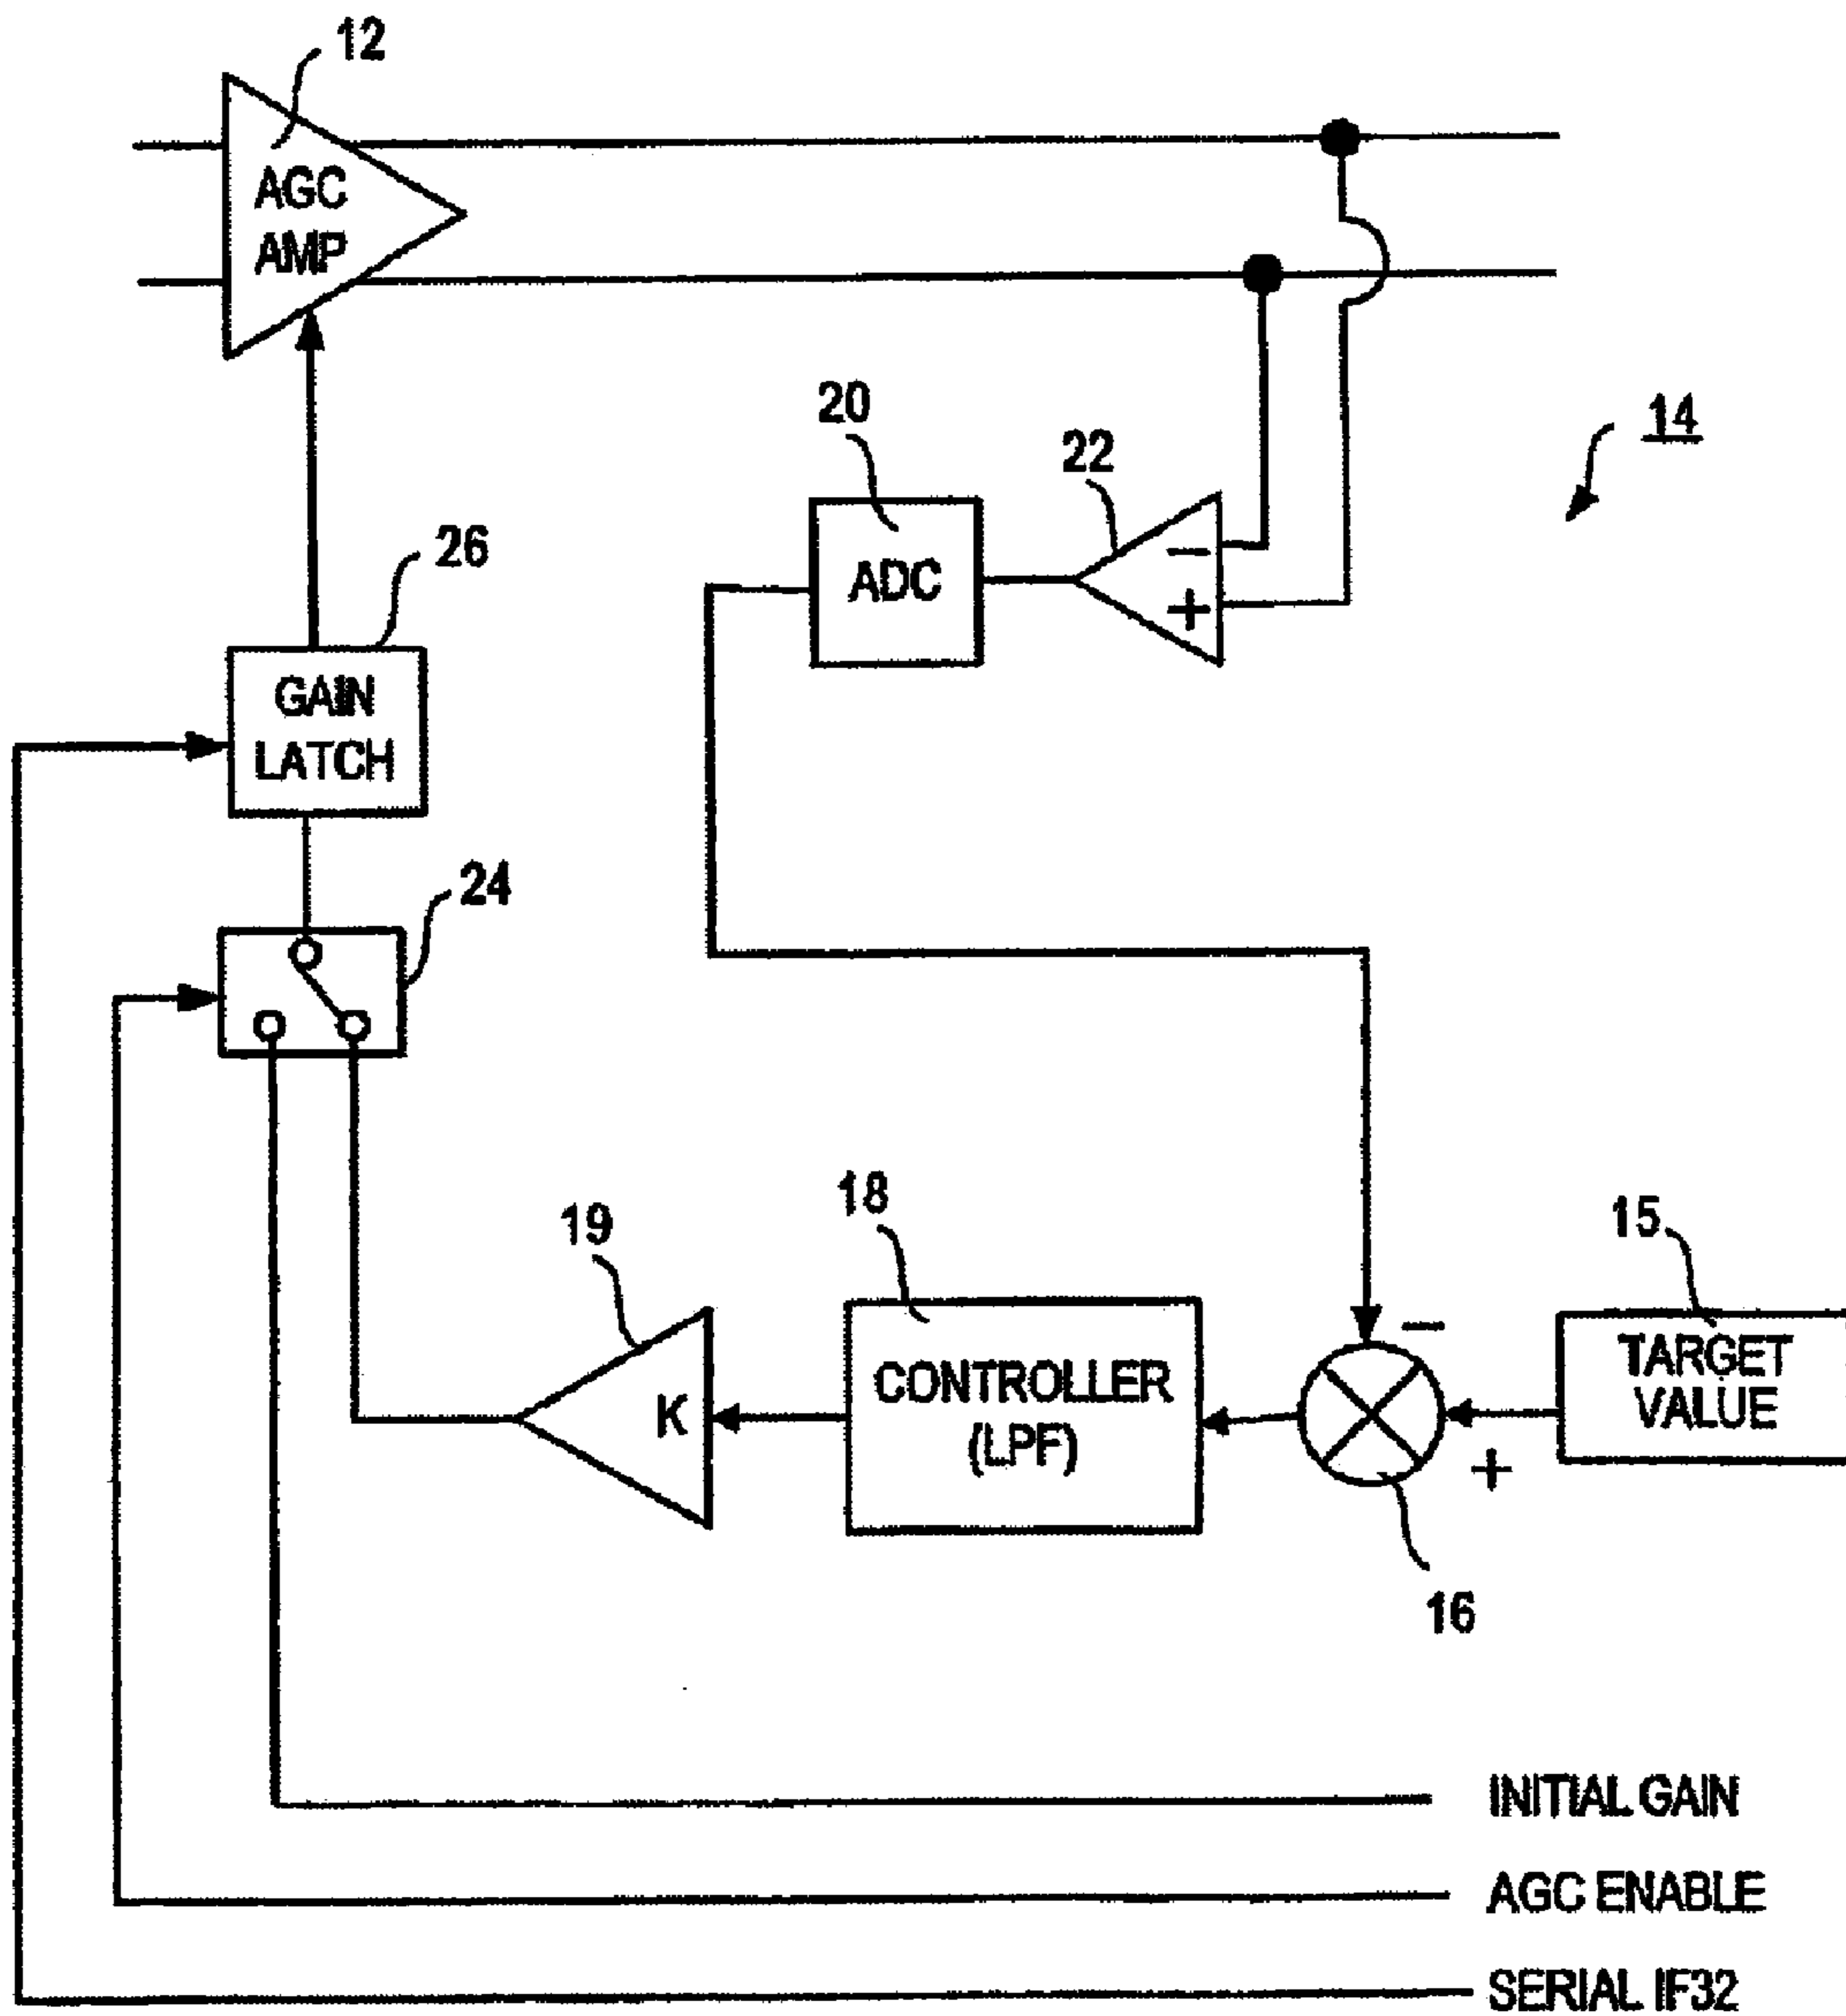 12
AGC
AMP
14
20
22
ADC
−
+
26
GAIN
LATCH
24
19
18
15
K
CONTROLLER
(LPF)
−
+
TARGET
VALUE
16
INITIAL GAIN
AGC ENABLE
SERIAL IF32